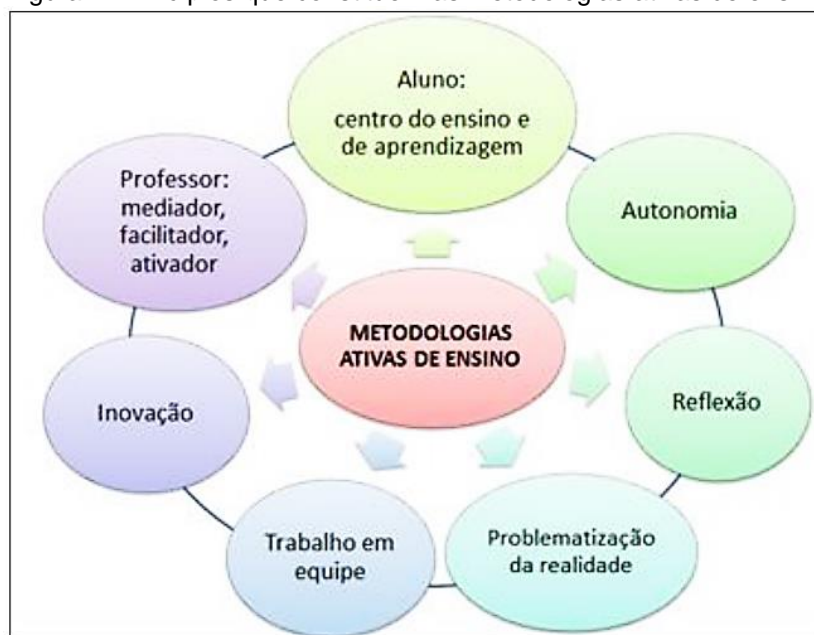 Aluno:
centro do ensino e
de aprendizagem
Autonomia
Reflexão
Problematização
da realidade
Trabalho em
equipe
Inovação
Professor:
mediador,
facilitador,
ativador
METODOLOGIAS
ATIVAS DE ENSINO